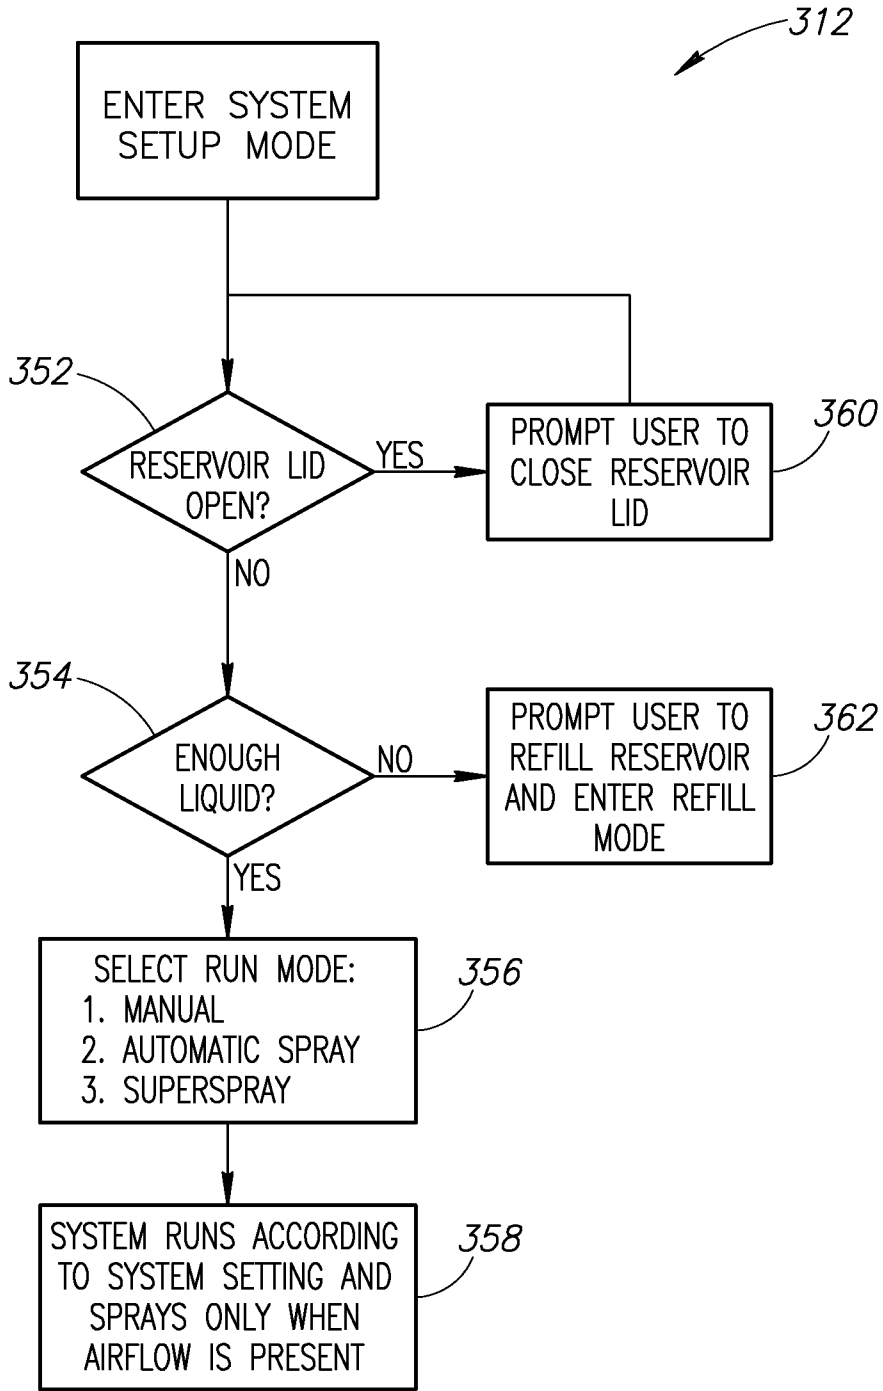 312
ENTER SYSTEM
SETUP MODE
352
RESERVOIR LID
OPEN?
YES
PROMPT USER TO
CLOSE RESERVOIR
LID
360
NO
354
ENOUGH
LIQUID?
NO
PROMPT USER TO
REFILL RESERVOIR
AND ENTER REFILL
MODE
362
YES
SELECT RUN MODE:
1. MANUAL
2. AUTOMATIC SPRAY
3. SUPERSPRAY
356
SYSTEM RUNS ACCORDING
TO SYSTEM SETTING AND
SPRAYS ONLY WHEN
AIRFLOW IS PRESENT
358